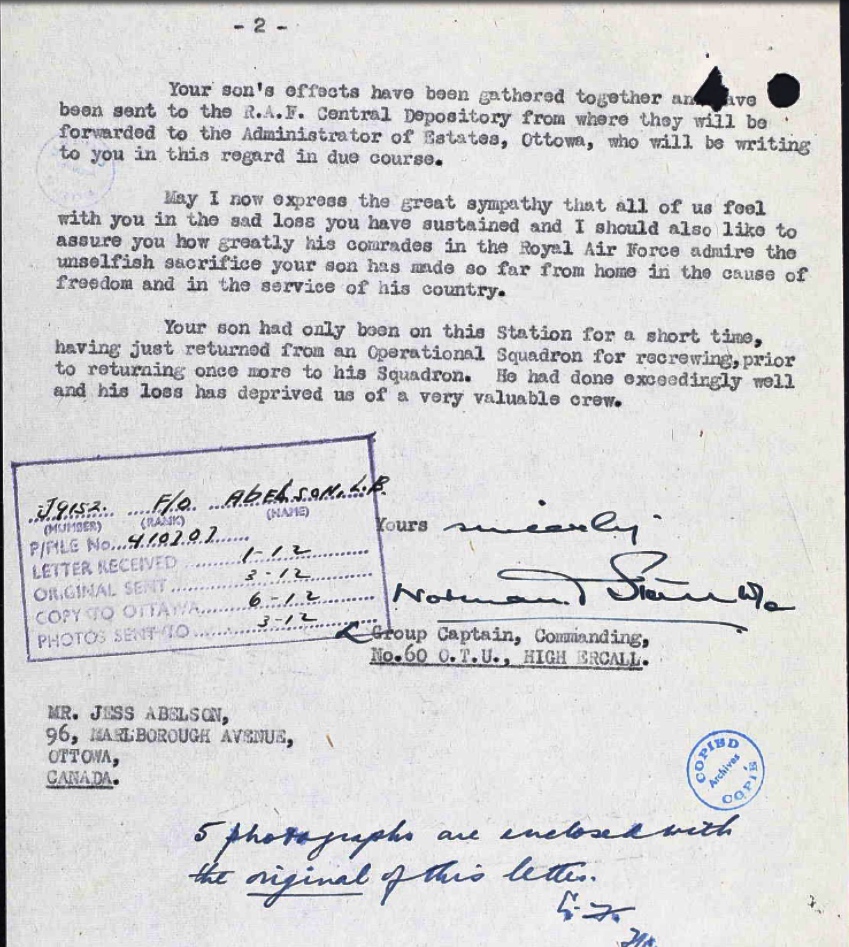 - 2 -
Your son's effects have been gathered together and have
been sent to the R.A.F. Central Depository from where they will be
forwarded to the Administrator of Estates, Ottowa, who will be writing
to you in this regard in due course.
May I now express the great sympathy that all of us feel
with you in the sad loss you have sustained and I should also like to
assure you how greatly his comrades in the Royal Air Force admire the
unselfish sacrifice your son has made so far from home in the cause of
freedom and in the service of his country.
Your son had only been on this Station for a short time,
having just returned from an Operational Squadron for recrewing, prior
to returning once more to his Squadron. He had done exceedingly well
and his loss has deprived us of a very valuable crew.
J9152. F/O. ABELSON. L.B.
(NUMBER) (RANK) (NAME)
P/FILE No. 410707
LETTER RECEIVED 1-12
ORIGINAL SENT 3-12
COPY TO OTTAWA 6-12
PHOTOS SENT TO 3-12
Yours sincerely
Norman
Group Captain, Commanding,
No.60 O.T.U., HIGH ERCALL.
MR. JESS ABELSON,
96, MARLBOROUGH AVENUE,
OTTOWA,
CANADA.
COPIED
Archives
COPIÉ
5 photographs are enclosed with
the original of this letter.